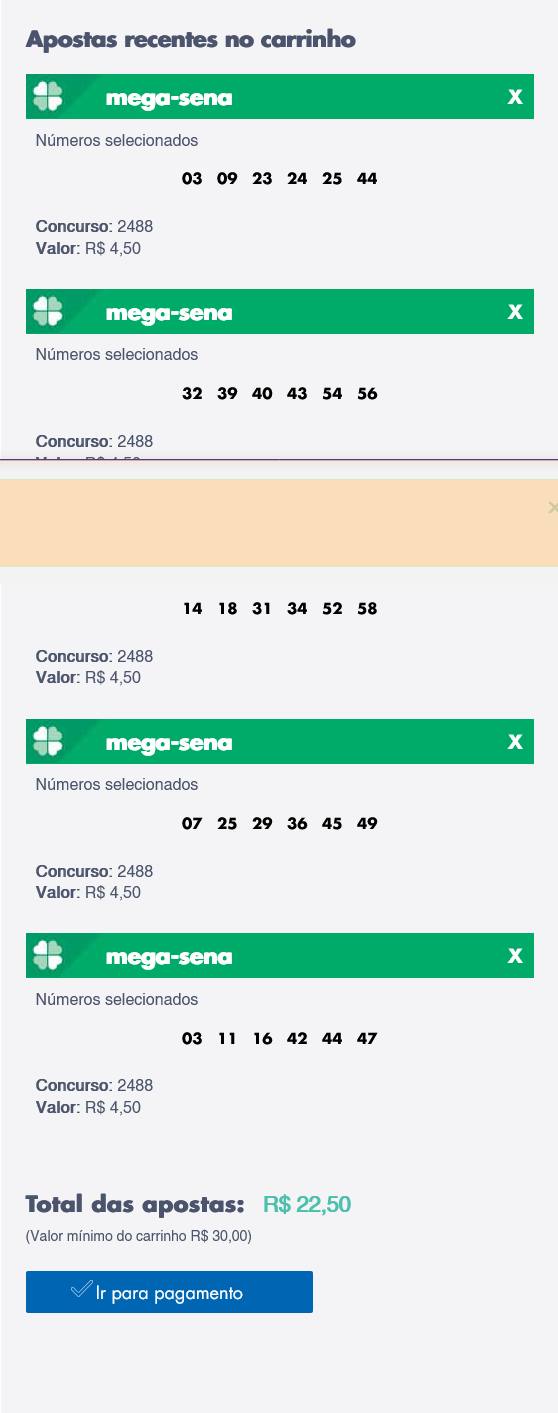 Apostas recentes no carrinho
mega-sena X
Números selecionados
03 09 23 24 25 44
Concurso: 2488
Valor: R$ 4,50
mega-sena X
Números selecionados
32 39 40 43 54 56
Concurso: 2488
×
14 18 31 34 52 58
Concurso: 2488
Valor: R$ 4,50
mega-sena X
Números selecionados
07 25 29 36 45 49
Concurso: 2488
Valor: R$ 4,50
mega-sena X
Números selecionados
03 11 16 42 44 47
Concurso: 2488
Valor: R$ 4,50
Total das apostas: R$ 22,50
(Valor mínimo do carrinho R$ 30,00)
Ir para pagamento